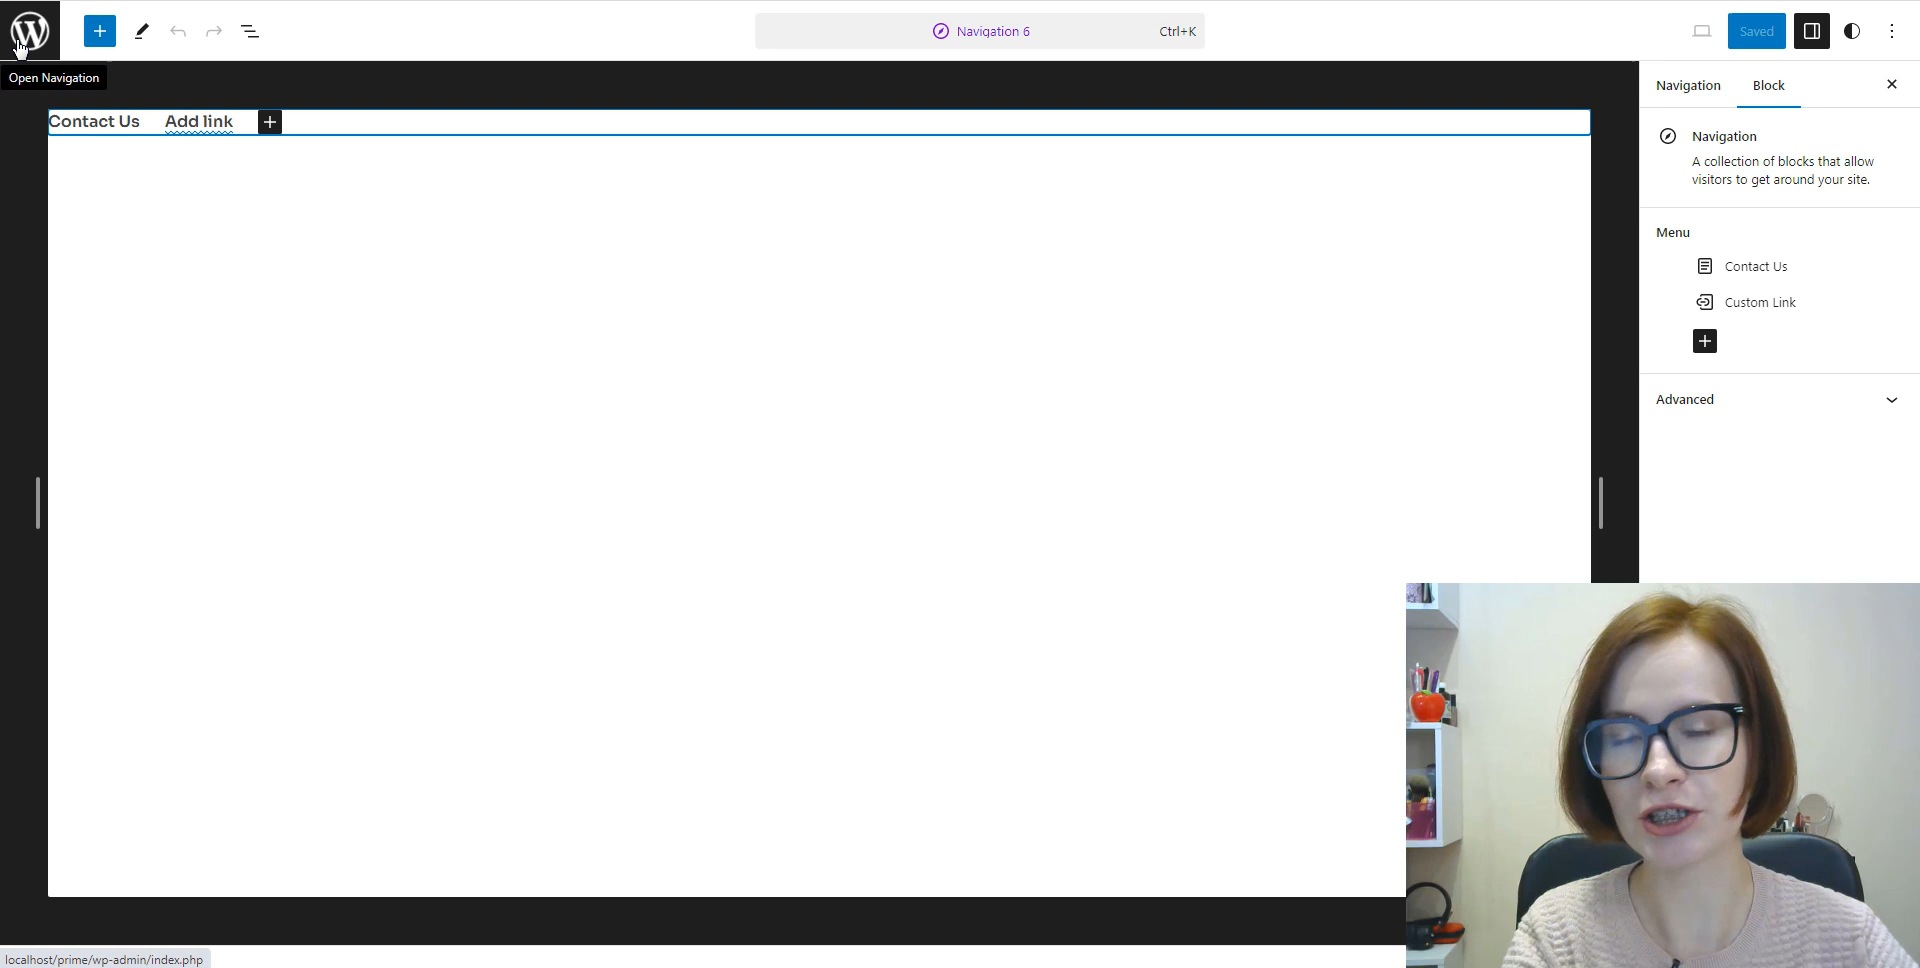 Navigation 6
Ctrl+K
Saved
Open Navigation
Contact Us
Add link
Navigation
Block
Navigation
A collection of blocks that allow
visitors to get around your site.
Menu
Contact Us
Custom Link
Advanced
localhost/prime/wp-admin/index.php